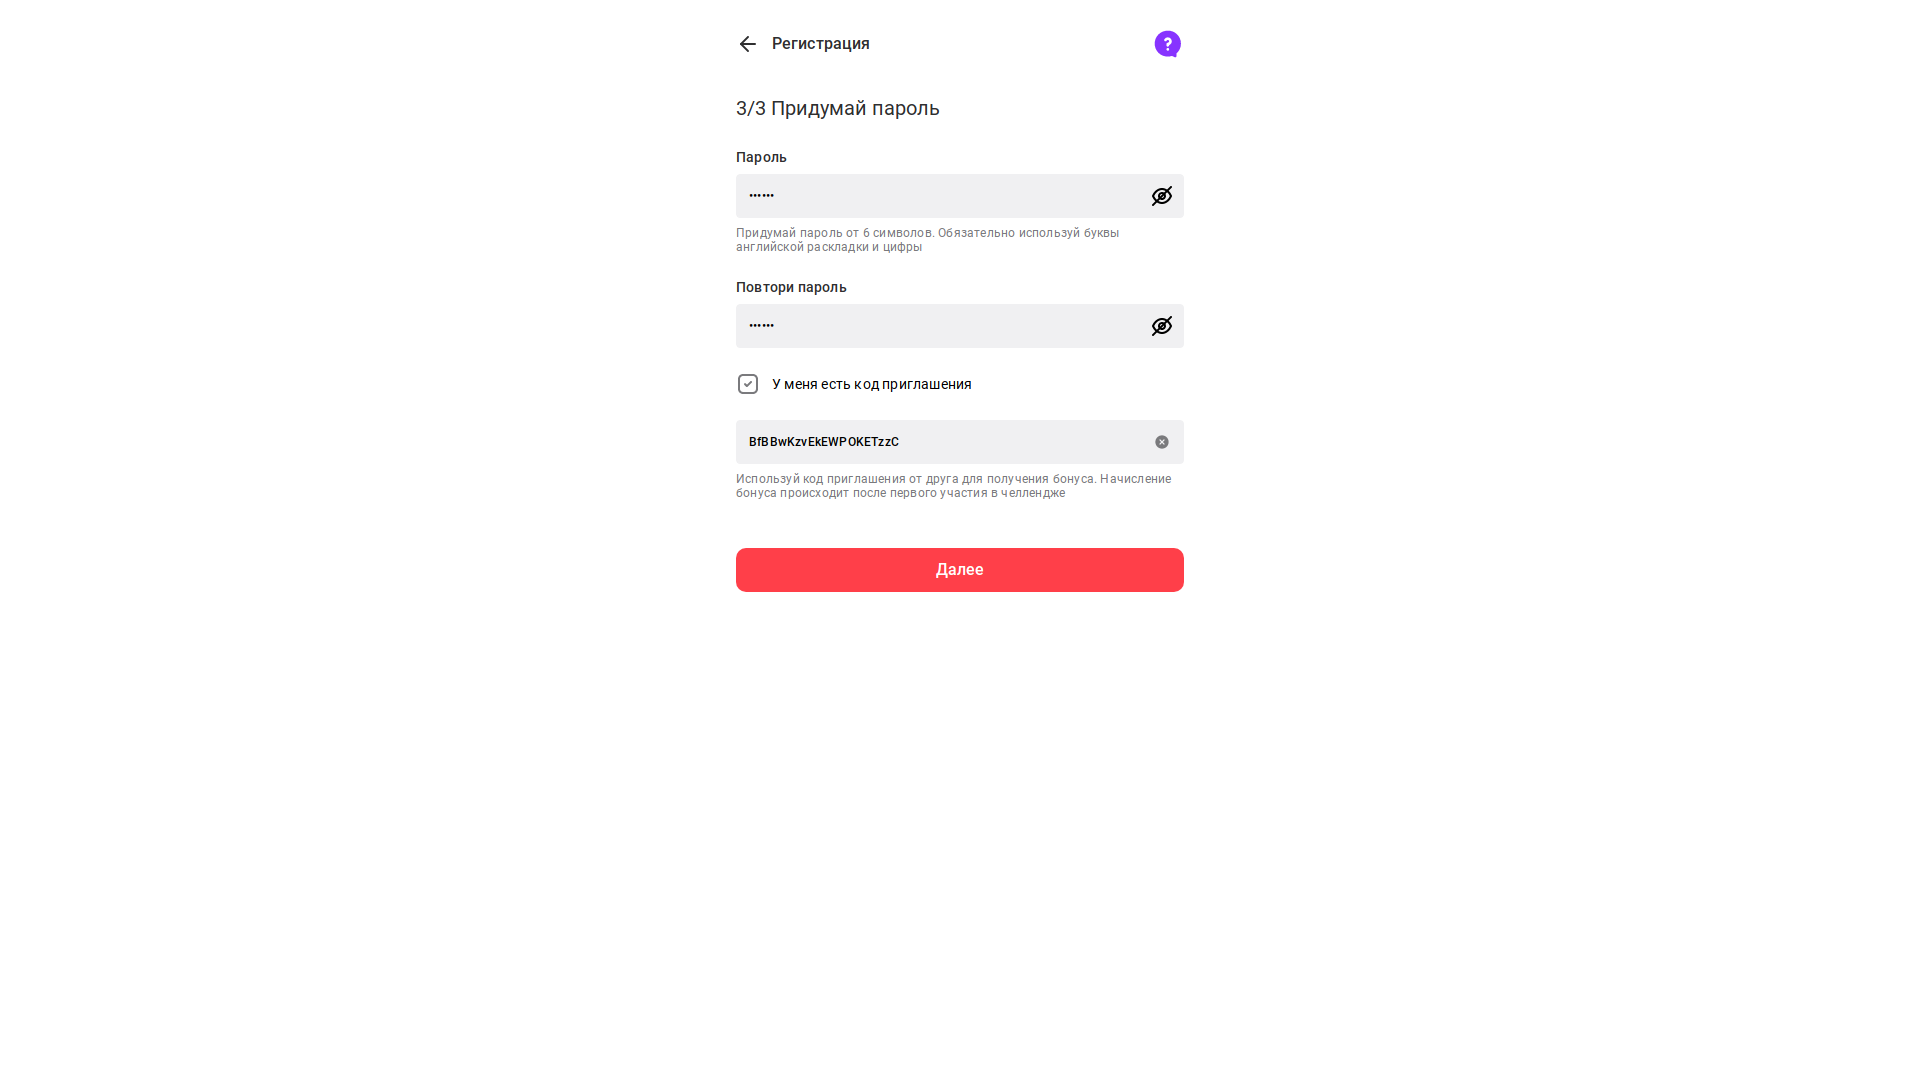 Регистрация
3/3 Придумай пароль
Пароль
••••••
Придумай пароль от 6 символов. Обязательно используй буквы
английской раскладки и цифры
Повтори пароль
••••••
У меня есть код приглашения
BfBBwKzvEkEWPOKETzzC
Используй код приглашения от друга для получения бонуса. Начисление
бонуса происходит после первого участия в челлендже
Далее